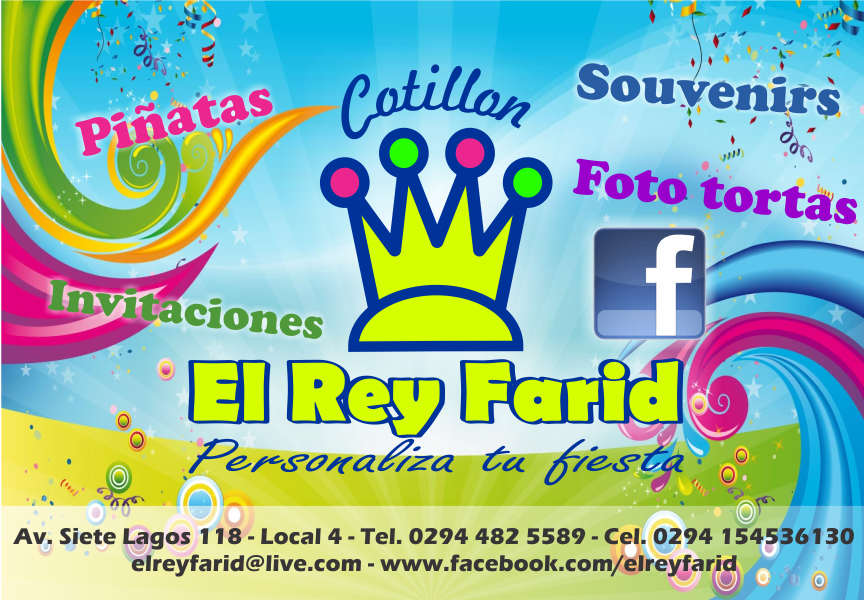 Cotillon
Piñatas
Souvenirs
Foto tortas
f
Invitaciones
El Rey Farid
Personaliza tu fiesta
Av. Siete Lagos 118 - Local 4 - Tel. 0294 482 5589 - Cel. 0294 154536130
elreyfarid@live.com - www.facebook.com/elreyfarid